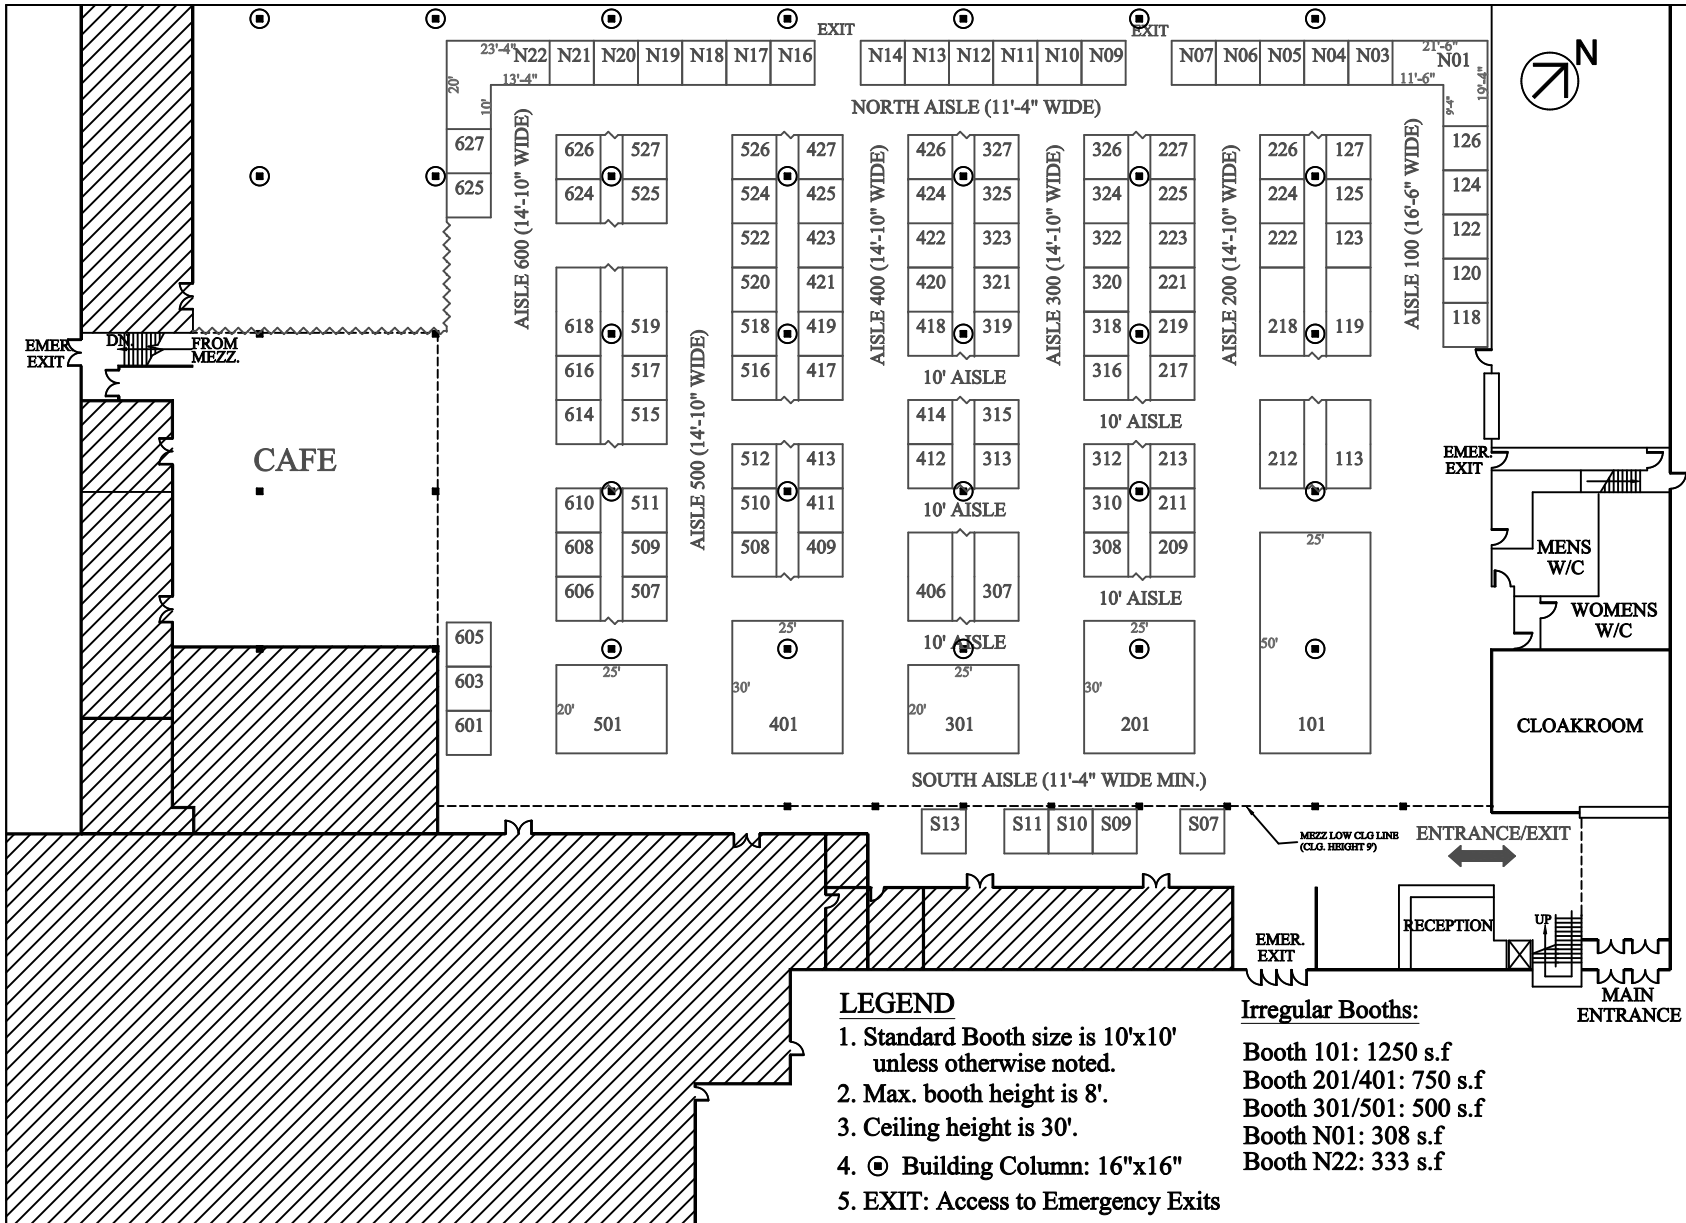 EXIT EXIT
23'-4" N22 N21 N20 N19 N18 N17 N16 N14 N13 N12 N11 N10 N09 N07 N06 N05 N04 N03 21'-6" N01 N
20' 13'-4" 11'-6" 19'-4"
10' 9'-4"
NORTH AISLE (11'-4" WIDE)
627 626 527 526 427 426 327 326 227 226 127 126
625 624 525 524 425 424 325 324 225 224 125 124
522 423 422 323 322 223 222 123 122
520 421 420 321 320 221 120
618 519 518 419 418 319 318 219 218 119 118
616 517 516 417 316 217
614 515 414 315
AISLE 600 (14'-10" WIDE)
AISLE 500 (14'-10" WIDE)
AISLE 400 (14'-10" WIDE)
AISLE 300 (14'-10" WIDE)
AISLE 200 (14'-10" WIDE)
AISLE 100 (16'-6" WIDE)
EMER.
EXIT
DN.
FROM
MEZZ.
10' AISLE
10' AISLE
CAFE
512 413 412 313 312 213 212 113
EMER.
EXIT
610 511 510 411 10' AISLE 310 211
608 509 508 409 308 209 25'
606 507 406 307 10' AISLE
MENS
W/C
WOMENS
W/C
605 25' 10' AISLE 25' 50'
603 25' 30' 25' 30'
20' 20'
601 501 401 301 201 101
CLOAKROOM
SOUTH AISLE (11'-4" WIDE MIN.)
S13 S11 S10 S09 S07
MEZZ LOW CLG LINE
(CLG. HEIGHT 9')
ENTRANCE/EXIT
RECEPTION
UP
EMER.
EXIT
MAIN
ENTRANCE
LEGEND
1. Standard Booth size is 10'x10'
unless otherwise noted.
2. Max. booth height is 8'.
3. Ceiling height is 30'.
4. Building Column: 16"x16"
5. EXIT: Access to Emergency Exits
Irregular Booths:
Booth 101: 1250 s.f
Booth 201/401: 750 s.f
Booth 301/501: 500 s.f
Booth N01: 308 s.f
Booth N22: 333 s.f